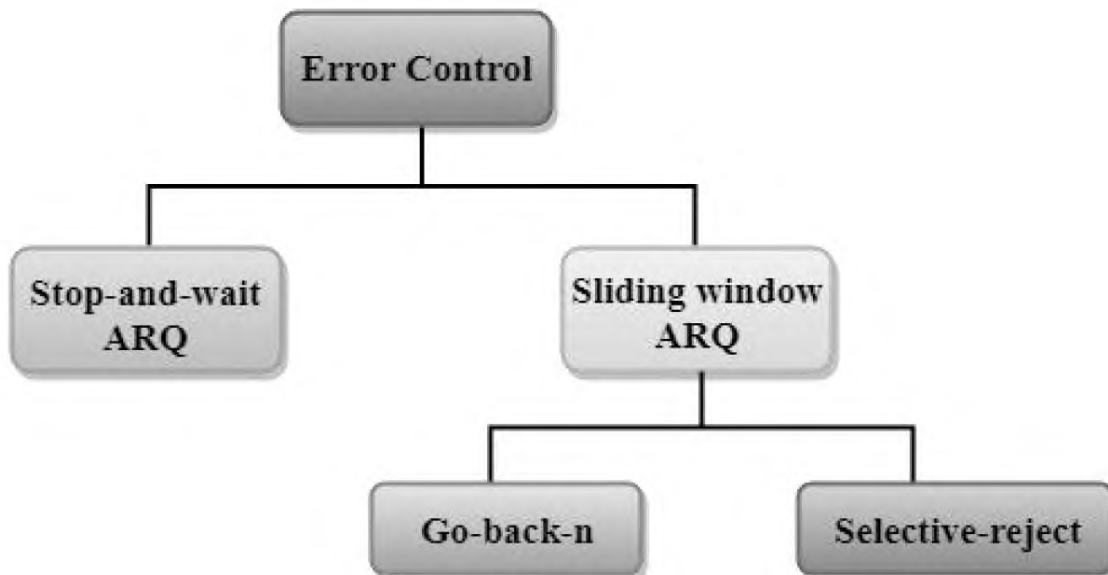 Error Control
Stop-and-wait
ARQ
Sliding window
ARQ
Go-back-n
Selective-reject